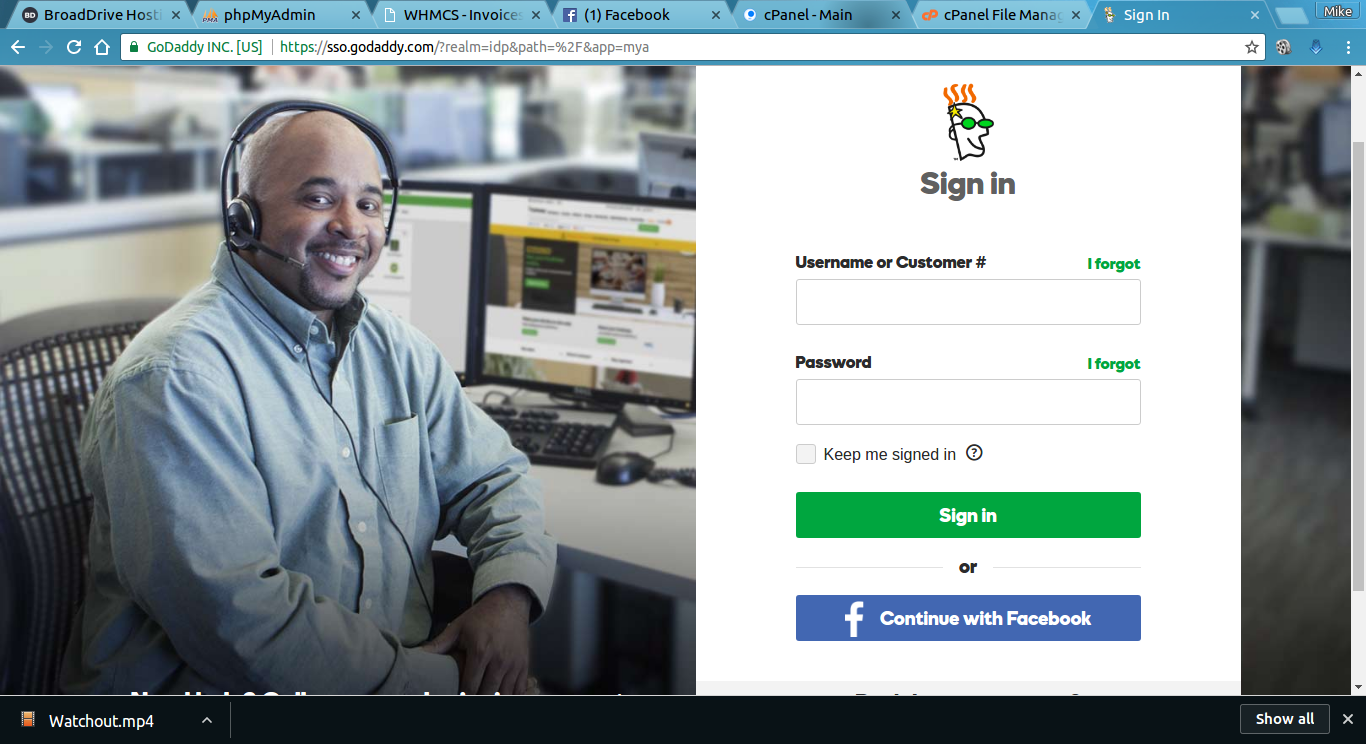 BroadDrive Hosti
phpMyAdmin
WHMCS - Invoices
(1) Facebook
cPanel - Main
cPanel File Manag
Sign In
Mike
GoDaddy INC. [US]
https://sso.godaddy.com/?realm=idp&path=%2F&app=mya
Sign in
Username or Customer #
I forgot
Password
I forgot
Keep me signed in
Sign in
or
Continue with Facebook
Watchout.mp4
Show all